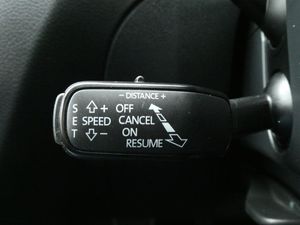 − DISTANCE +
S + OFF
E SPEED CANCEL
T − ON
RESUME